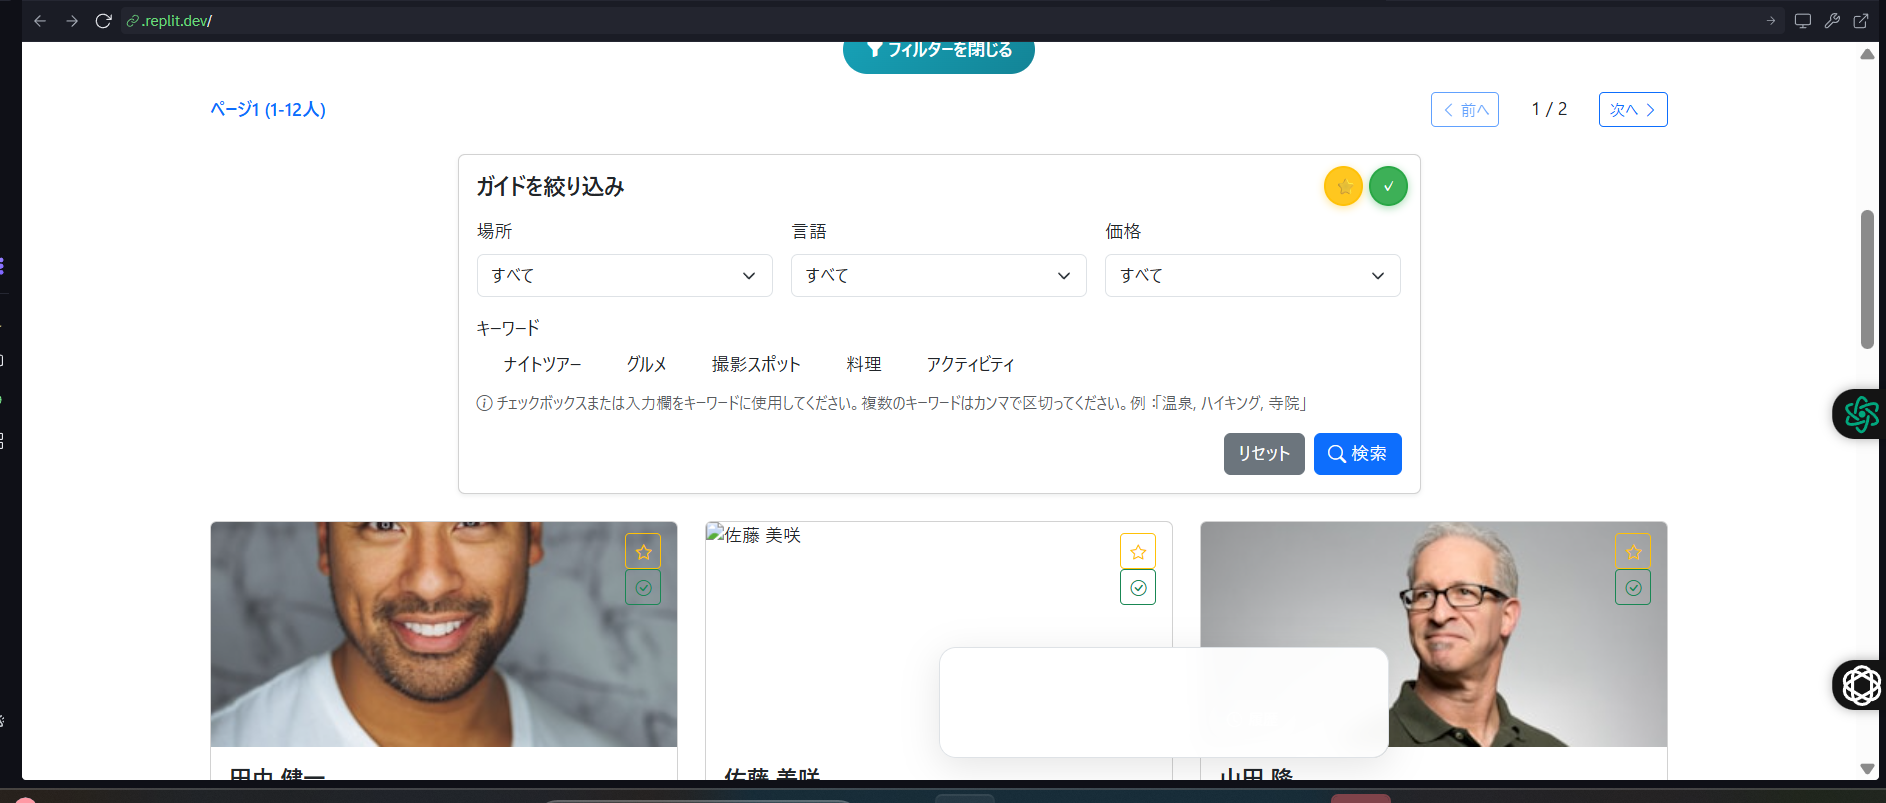 .replit.dev/
フィルターを閉じる
ページ1 (1-12人)
前へ
1 / 2
次へ
ガイドを絞り込み
場所
言語
価格
すべて
すべて
すべて
キーワード
ナイトツアー
グルメ
撮影スポット
料理
アクティビティ
チェックボックスまたは入力欄をキーワードに使用してください。複数のキーワードはカンマで区切ってください。例：「温泉, ハイキング, 寺院」
リセット
検索
佐藤 美咲
田中 健一
佐藤 美咲
山田 隆